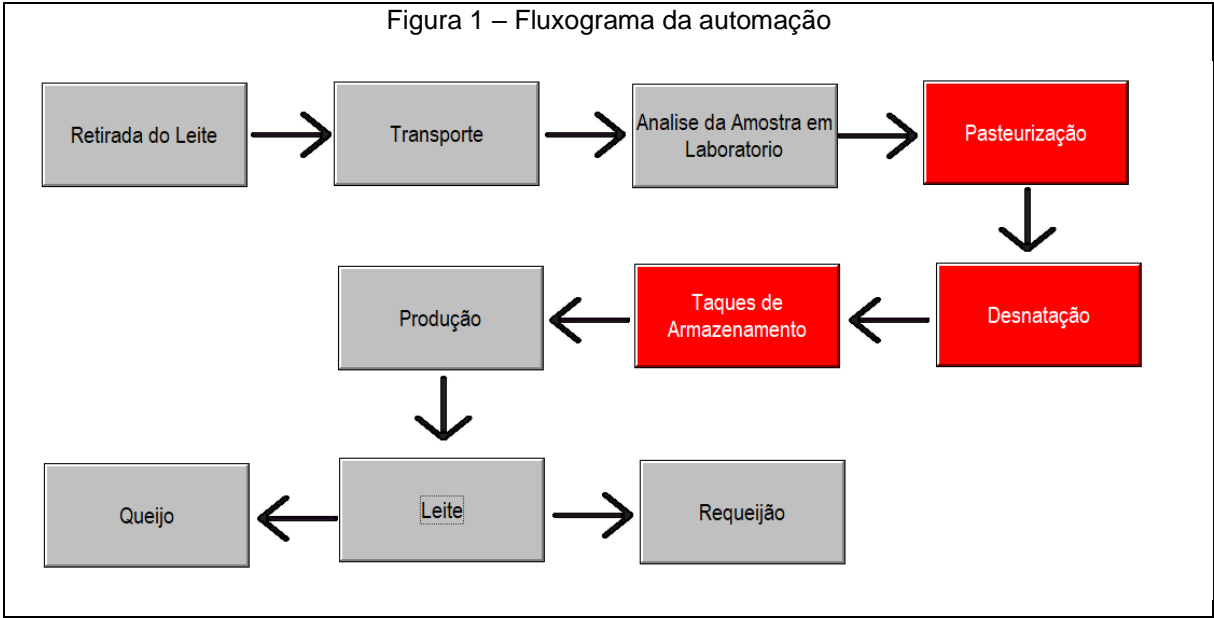 Figura 1 – Fluxograma da automação
Retirada do Leite
Transporte
Analise da Amostra em
Laboratorio
Pasteurização
Produção
Taques de
Armazenamento
Desnatação
Queijo
Leite
Requeijão